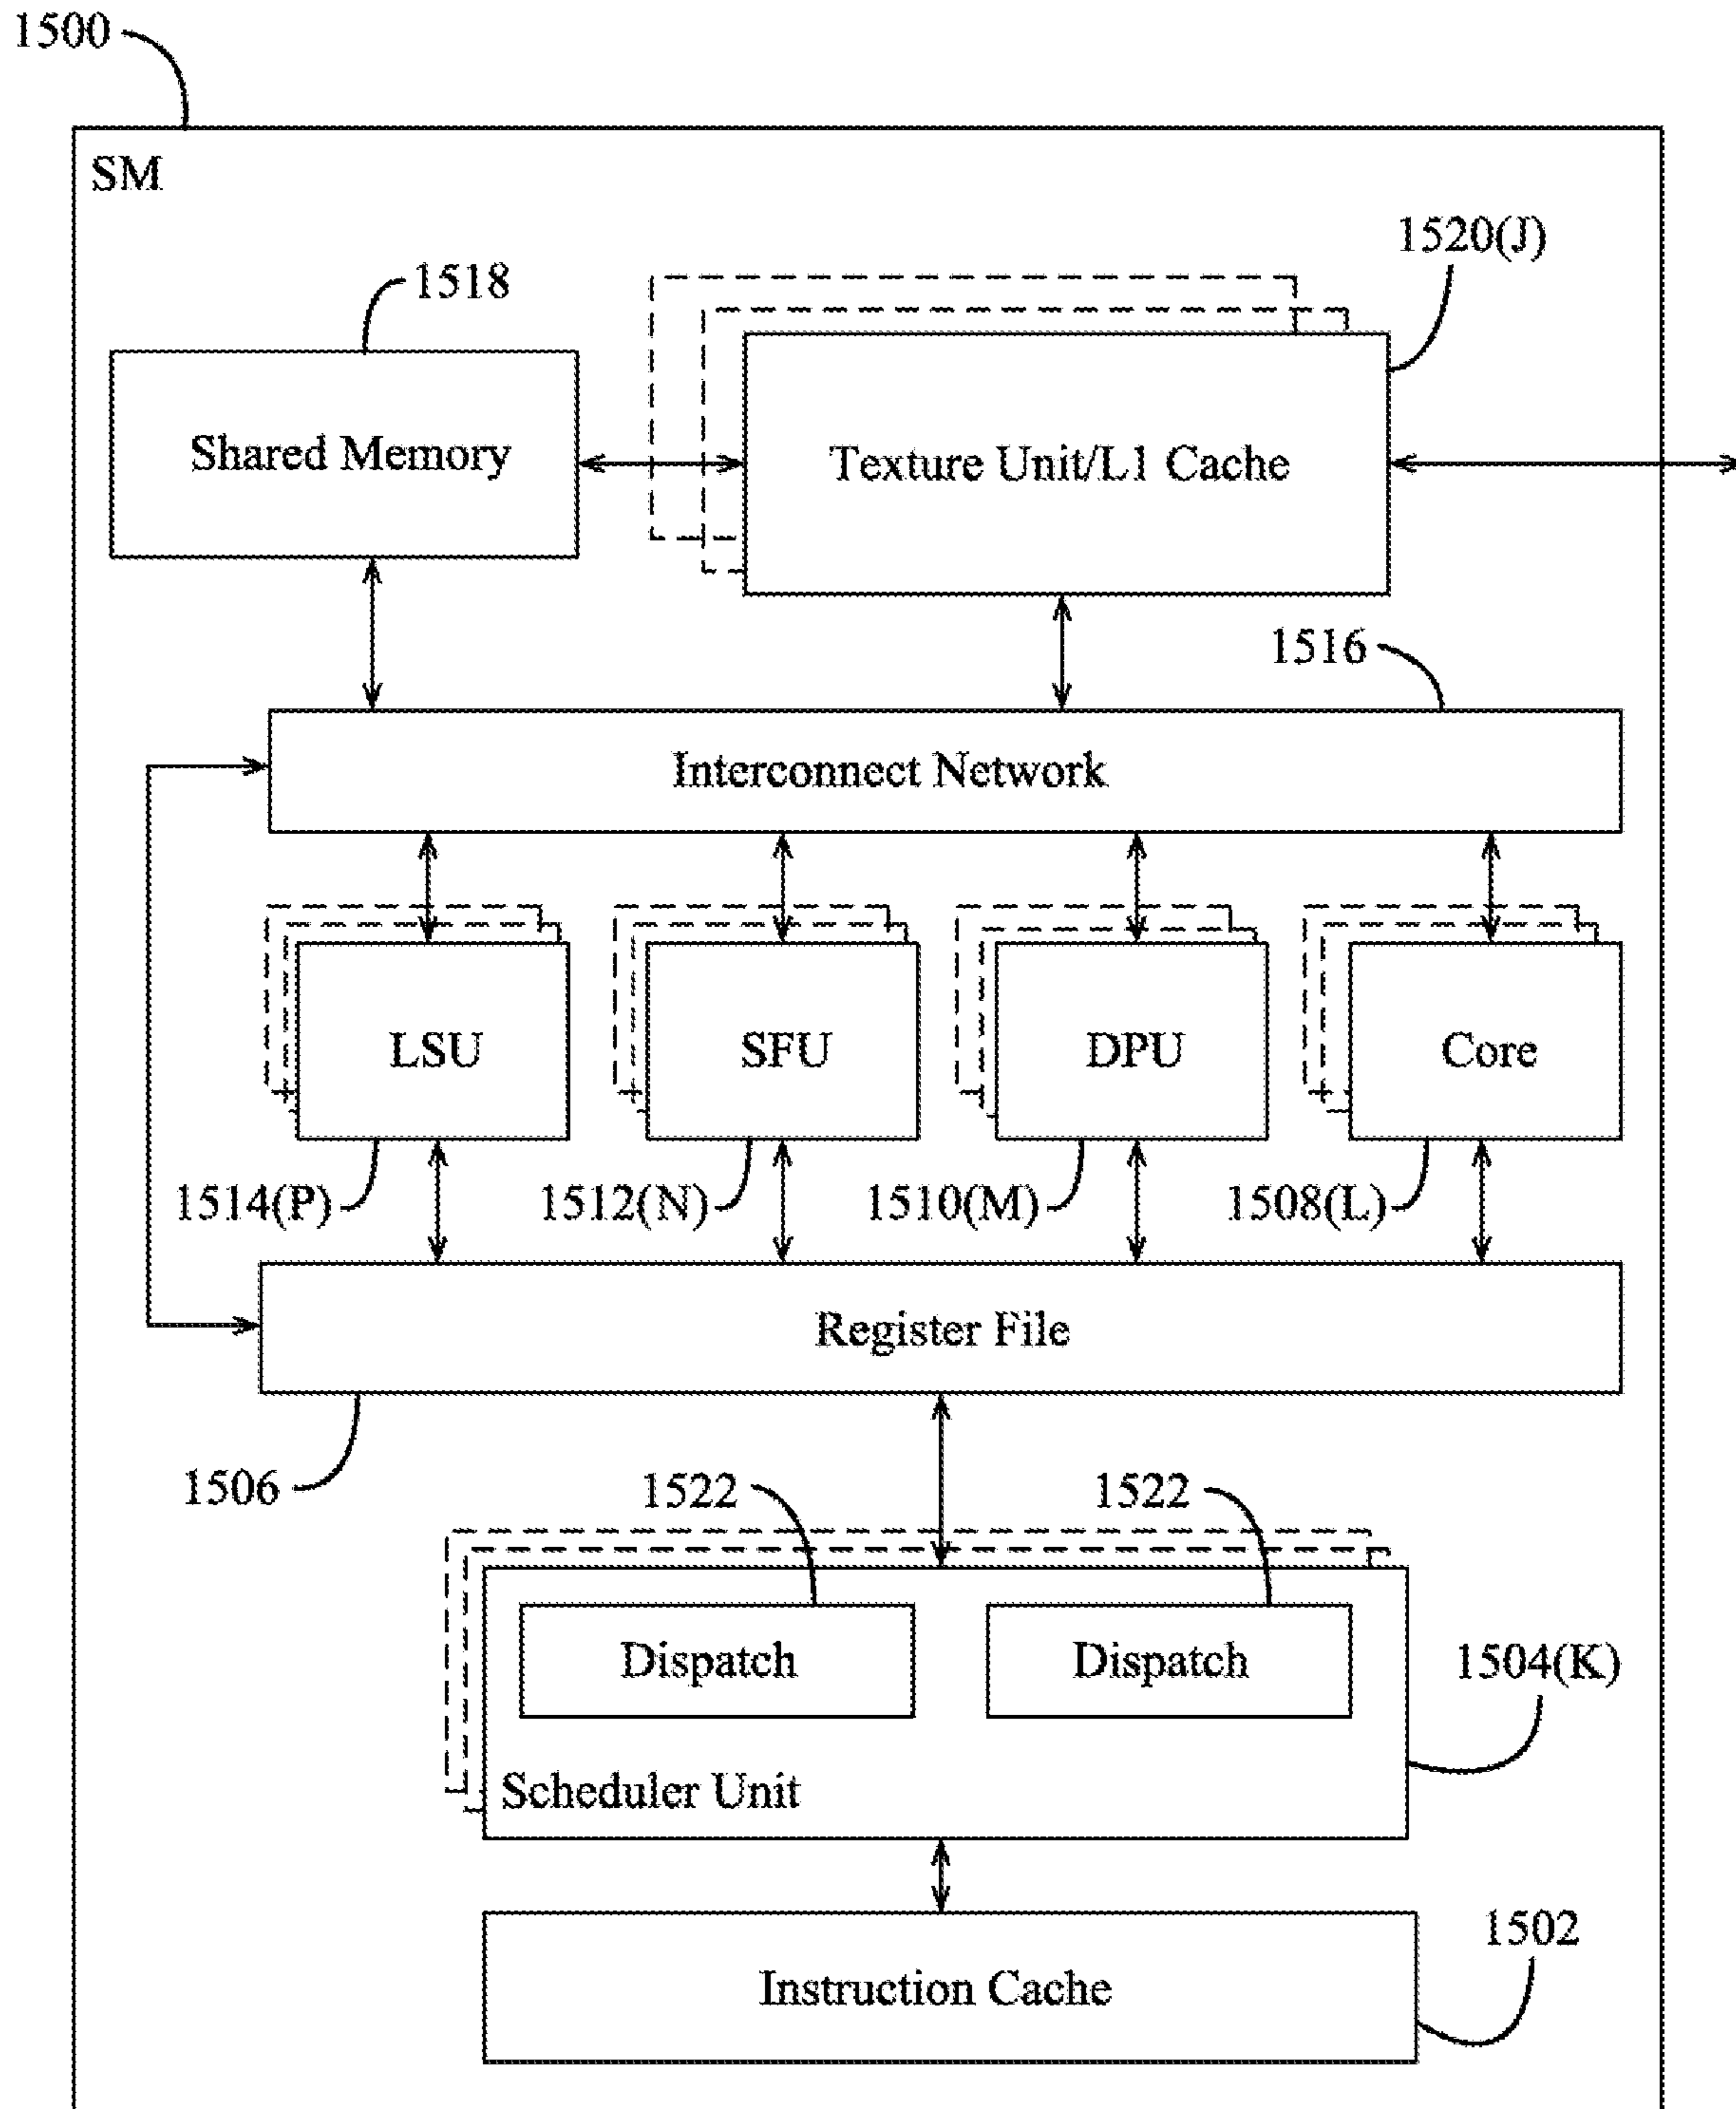 1500
SM
1520(J)
1518
Shared Memory
Texture Unit/L1 Cache
1516
Interconnect Network
LSU
SFU
DPU
Core
1514(P)
1512(N)
1510(M)
1508(L)
Register File
1506
1522
1522
Dispatch
Dispatch
1504(K)
Scheduler Unit
1502
Instruction Cache